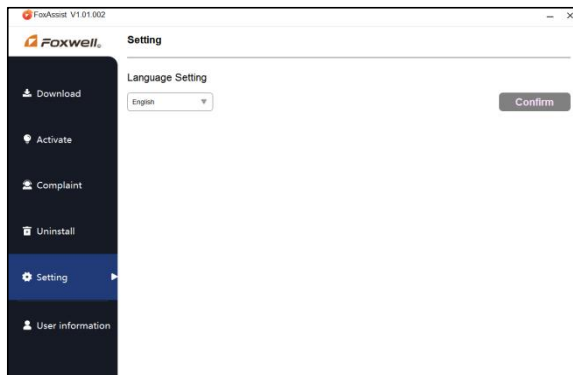 FoxAssist V1.01.002
FOXWELL®
Setting
Language Setting
English
Confirm
Download
Activate
Complaint
Uninstall
Setting
User information